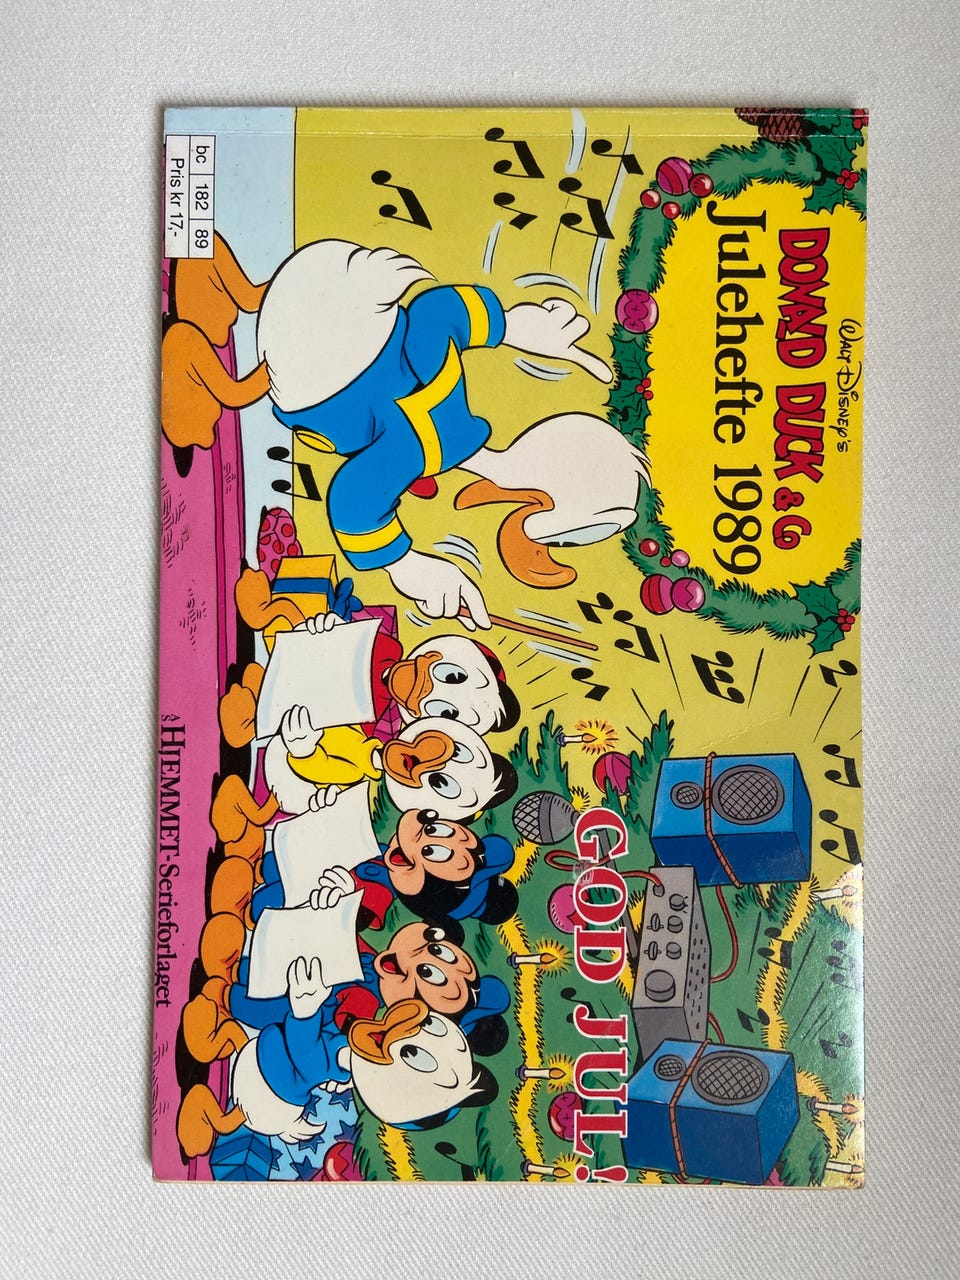 WALT DISNEY'S
DONALD DUCK & Co
Julehefte 1989
GOD JUL!
bc 182 89
Pris kr 17,-
A/S HJEMMET-Serieforlaget